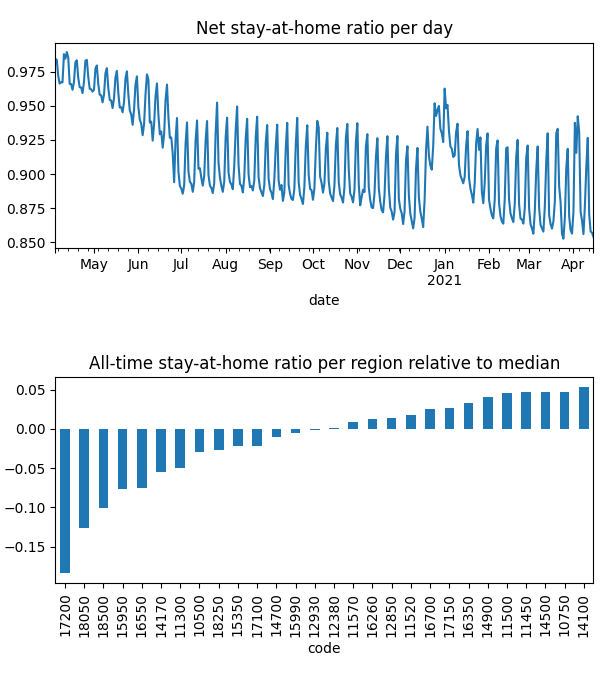 Net stay-at-home ratio per day
0.975
0.950
0.925
0.900
0.875
0.850
May Jun Jul Aug Sep Oct Nov Dec Jan Feb Mar Apr
2021
date
All-time stay-at-home ratio per region relative to median
0.05
0.00
−0.05
−0.10
−0.15
17200 18050 18500 15950 16550 14170 11300 10500 18250 15350 17100 14700 15990 12930 12380 11570 16260 12850 11520 16700 17150 16350 14900 11500 11450 14500 10750 14100
code